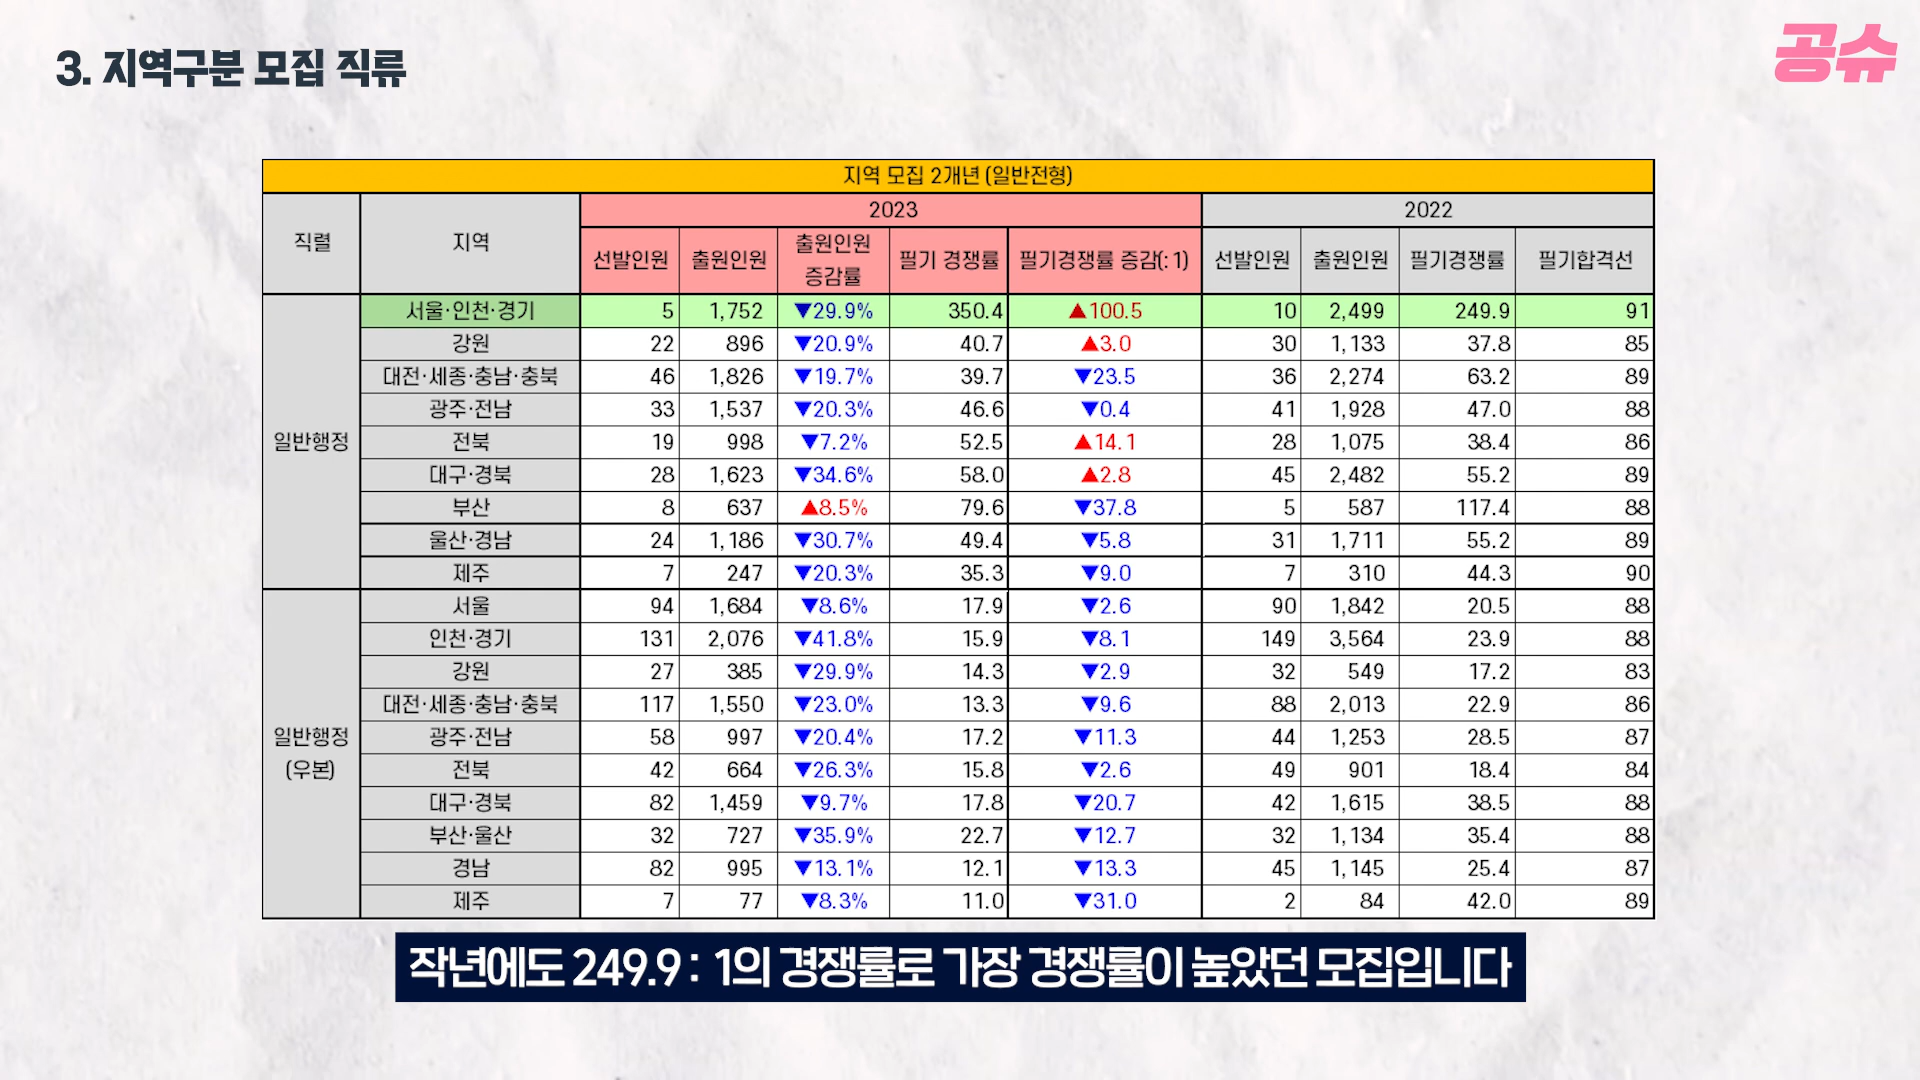 3. 지역구분 모집 직류
공슈
지역 모집 2개년 (일반전형)
직렬 지역 2023 2022
선발인원 출원인원 출원인원 증감률 필기 경쟁률 필기경쟁률 증감(: 1) 선발인원 출원인원 필기경쟁률 필기합격선
일반행정
서울·인천·경기 5 1,752 ▼29.9% 350.4 ▲100.5 10 2,499 249.9 91
강원 22 896 ▼20.9% 40.7 ▲3.0 30 1,133 37.8 85
대전·세종·충남·충북 46 1,826 ▼19.7% 39.7 ▼23.5 36 2,274 63.2 89
광주·전남 33 1,537 ▼20.3% 46.6 ▼0.4 41 1,928 47.0 88
전북 19 998 ▼7.2% 52.5 ▲14.1 28 1,075 38.4 86
대구·경북 28 1,623 ▼34.6% 58.0 ▲2.8 45 2,482 55.2 89
부산 8 637 ▲8.5% 79.6 ▼37.8 5 587 117.4 88
울산·경남 24 1,186 ▼30.7% 49.4 ▼5.8 31 1,711 55.2 89
제주 7 247 ▼20.3% 35.3 ▼9.0 7 310 44.3 90
일반행정
(우본)
서울 94 1,684 ▼8.6% 17.9 ▼2.6 90 1,842 20.5 88
인천·경기 131 2,076 ▼41.8% 15.9 ▼8.1 149 3,564 23.9 88
강원 27 385 ▼29.9% 14.3 ▼2.9 32 549 17.2 83
대전·세종·충남·충북 117 1,550 ▼23.0% 13.3 ▼9.6 88 2,013 22.9 86
광주·전남 58 997 ▼20.4% 17.2 ▼11.3 44 1,253 28.5 87
전북 42 664 ▼26.3% 15.8 ▼2.6 49 901 18.4 84
대구·경북 82 1,459 ▼9.7% 17.8 ▼20.7 42 1,615 38.5 88
부산·울산 32 727 ▼35.9% 22.7 ▼12.7 32 1,134 35.4 88
경남 82 995 ▼13.1% 12.1 ▼13.3 45 1,145 25.4 87
제주 7 77 ▼8.3% 11.0 ▼31.0 2 84 42.0 89
작년에도 249.9 : 1의 경쟁률로 가장 경쟁률이 높았던 모집입니다